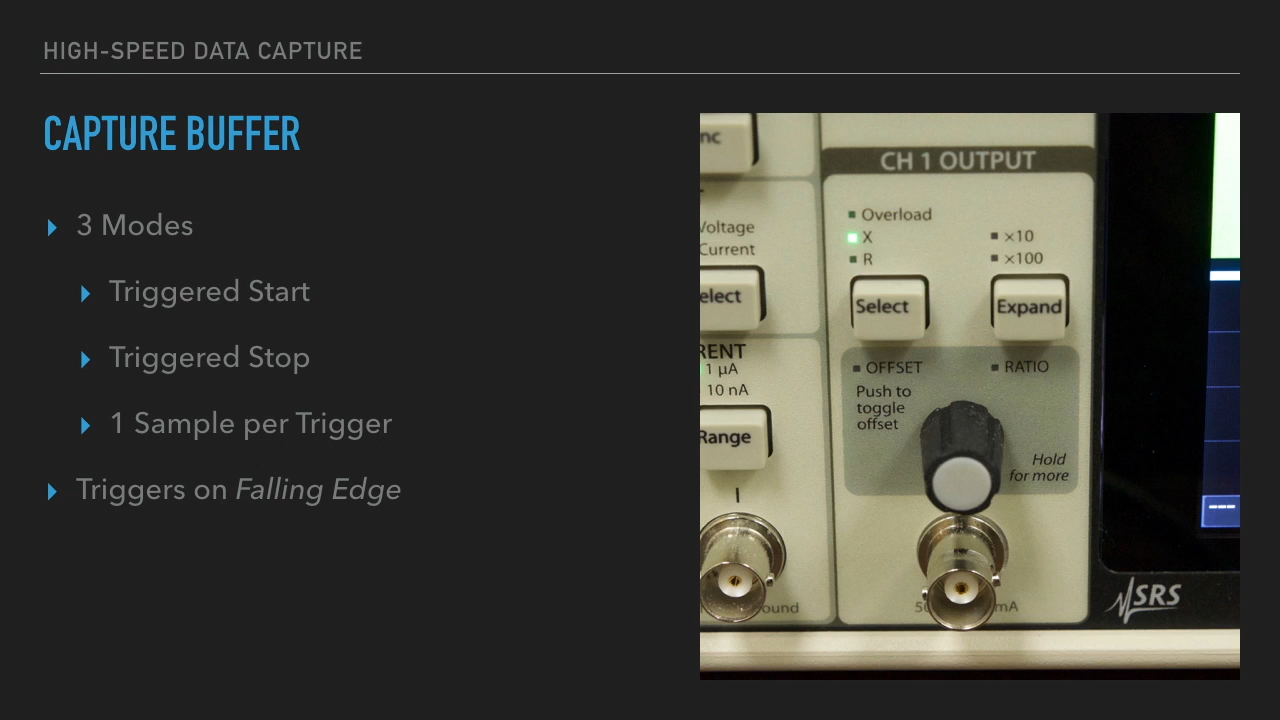 HIGH-SPEED DATA CAPTURE
CAPTURE BUFFER
3 Modes
Triggered Start
Triggered Stop
1 Sample per Trigger
Triggers on Falling Edge
nc
CH 1 OUTPUT
Voltage
Current
Overload
X
R
×10
×100
elect
Select
Expand
RENT
1 µA
10 nA
OFFSET
RATIO
Push to
toggle
offset
Range
Hold
for more
I
---
ound
50
mA
SRS